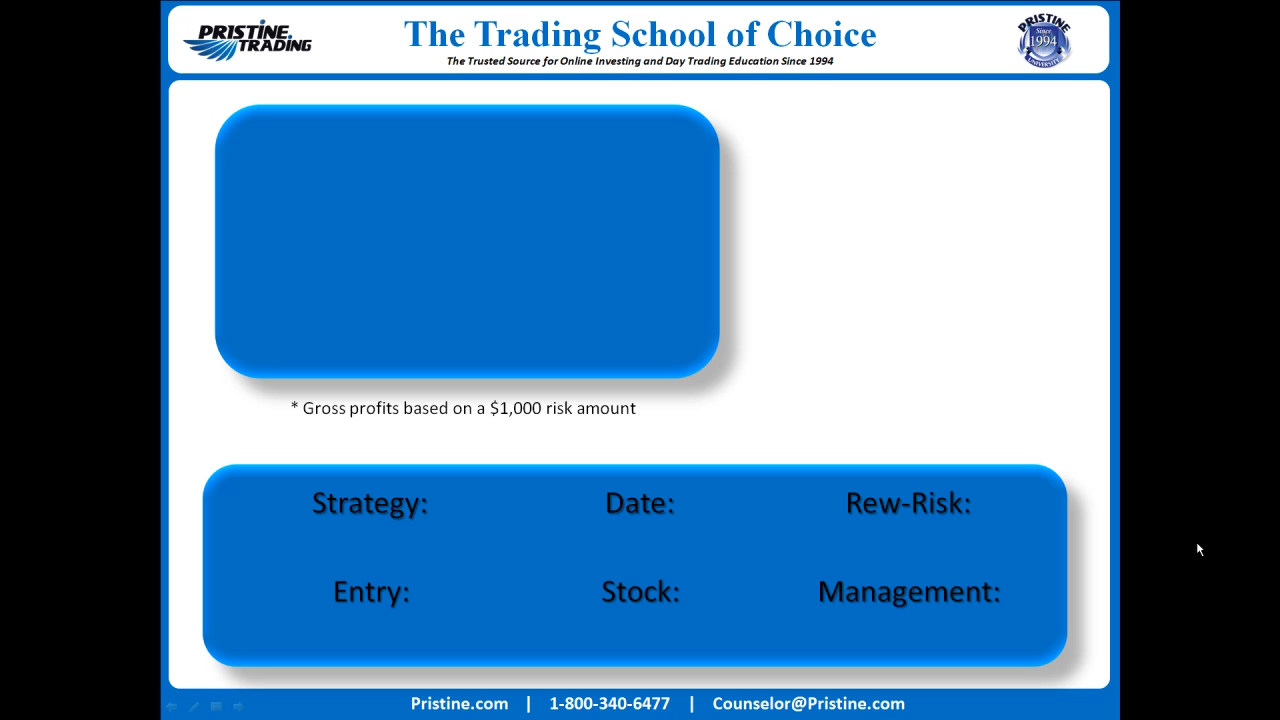 PRISTINE
TRADING
The Trading School of Choice
The Trusted Source for Online Investing and Day Trading Education Since 1994
PRISTINE
Since
1994
UNIVERSITY
* Gross profits based on a $1,000 risk amount
Strategy: Date: Rew-Risk:
Entry: Stock: Management:
Pristine.com | 1-800-340-6477 | Counselor@Pristine.com